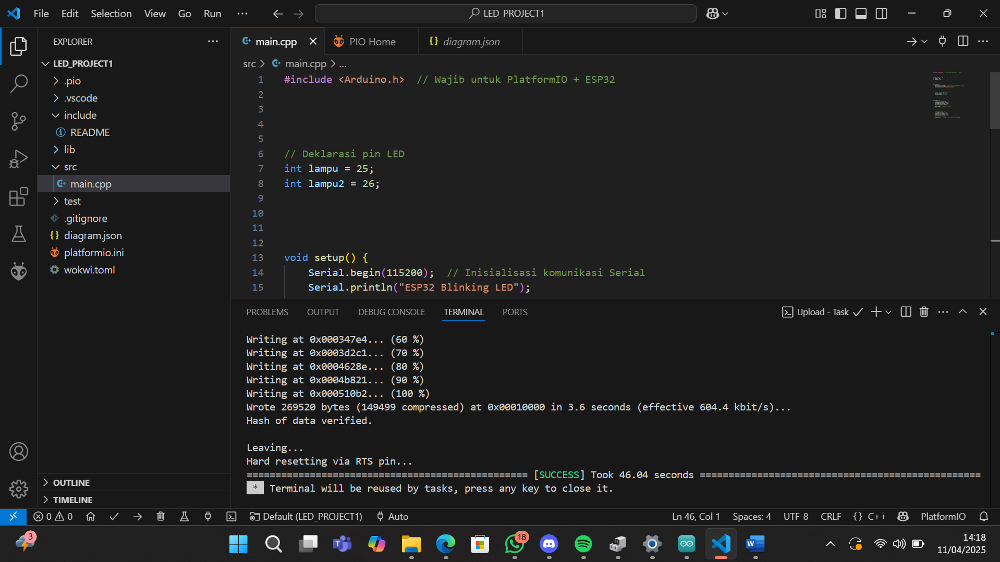 File Edit Selection View Go Run ··· LED_PROJECT1
EXPLORER
LED_PROJECT1
.pio
.vscode
include
README
lib
src
main.cpp
test
.gitignore
diagram.json
platformio.ini
wokwi.toml
OUTLINE
TIMELINE
main.cpp PIO Home diagram.json
src > main.cpp > ...
1 #include <Arduino.h>  // Wajib untuk PlatformIO + ESP32
2
3
4
5
6 // Deklarasi pin LED
7 int lampu = 25;
8 int lampu2 = 26;
9
10
11
12
13 void setup() {
14     Serial.begin(115200);  // Inisialisasi komunikasi Serial
15     Serial.println("ESP32 Blinking LED");
PROBLEMS OUTPUT DEBUG CONSOLE TERMINAL PORTS Upload - Task
Writing at 0x000347e4... (60 %)
Writing at 0x0003d2c1... (70 %)
Writing at 0x0004628e... (80 %)
Writing at 0x0004b821... (90 %)
Writing at 0x000510b2... (100 %)
Wrote 269520 bytes (149499 compressed) at 0x00010000 in 3.6 seconds (effective 604.4 kbit/s)...
Hash of data verified.
Leaving...
Hard resetting via RTS pin...
================================================= [SUCCESS] Took 46.04 seconds =================================================
* Terminal will be reused by tasks, press any key to close it.
0 0 Default (LED_PROJECT1) Auto Ln 46, Col 1 Spaces: 4 UTF-8 CRLF {} C++ PlatformIO
3 18 14:18
11/04/2025